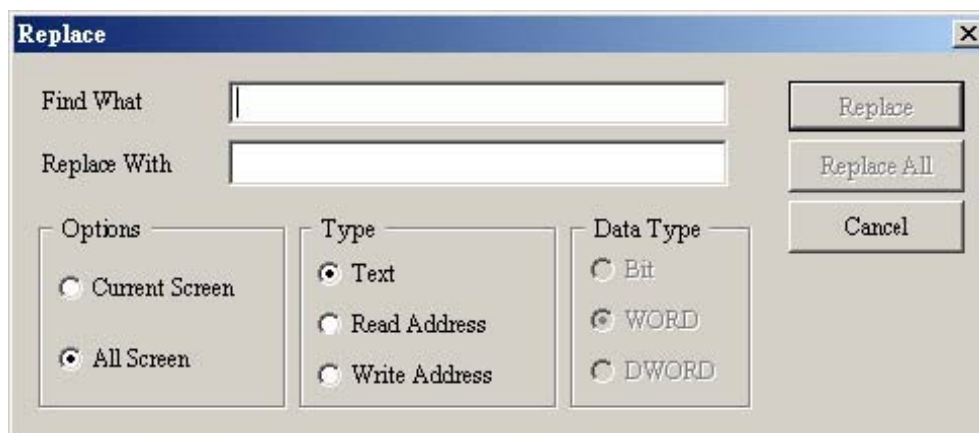 Replace
Find What
Replace
Replace With
Replace All
Cancel
Options
Current Screen
All Screen
Type
Text
Read Address
Write Address
Data Type
Bit
WORD
DWORD